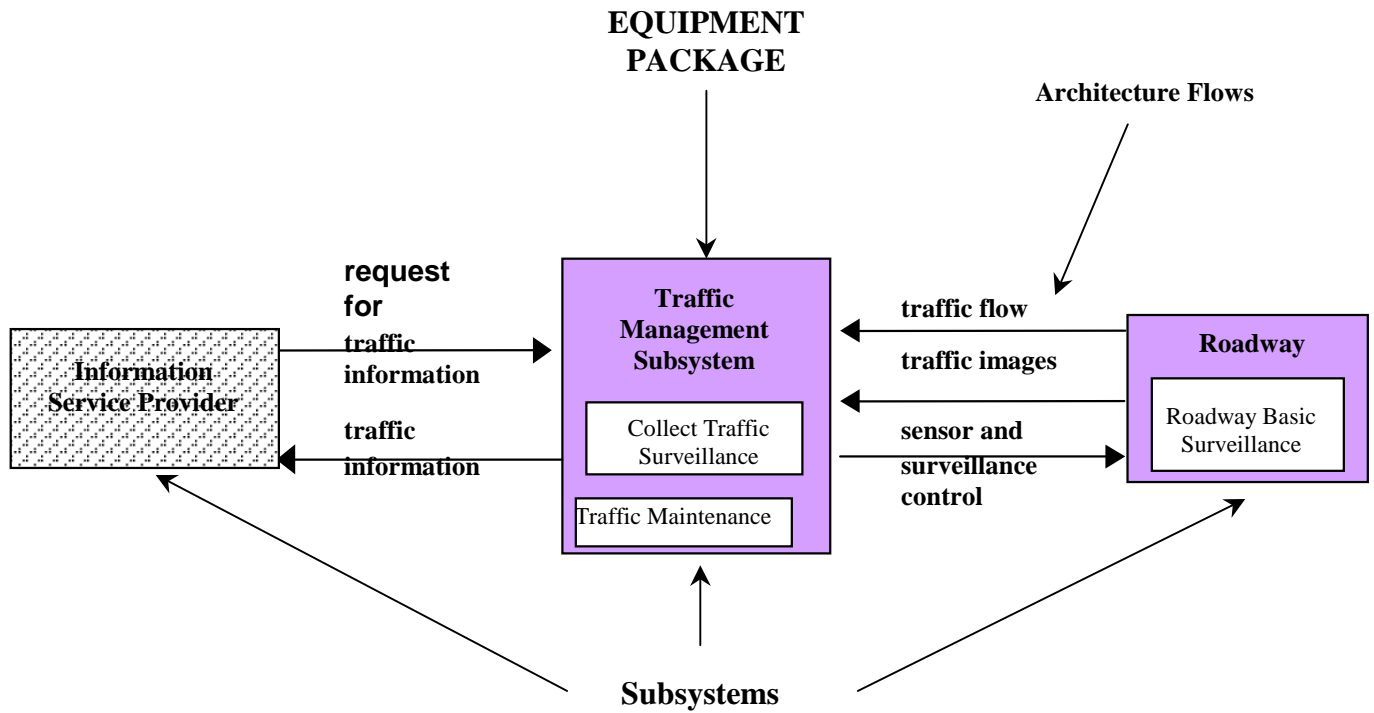 EQUIPMENT
PACKAGE
Architecture Flows
request
for
traffic
information
traffic
information
Information
Service Provider
Traffic
Management
Subsystem
Collect Traffic
Surveillance
Traffic Maintenance
traffic flow
traffic images
sensor and
surveillance
control
Roadway
Roadway Basic
Surveillance
Subsystems